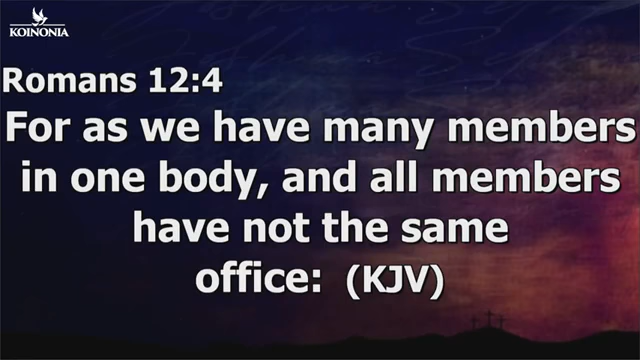 KOINONIA
Romans 12:4
For as we have many members
in one body, and all members
have not the same
office: (KJV)